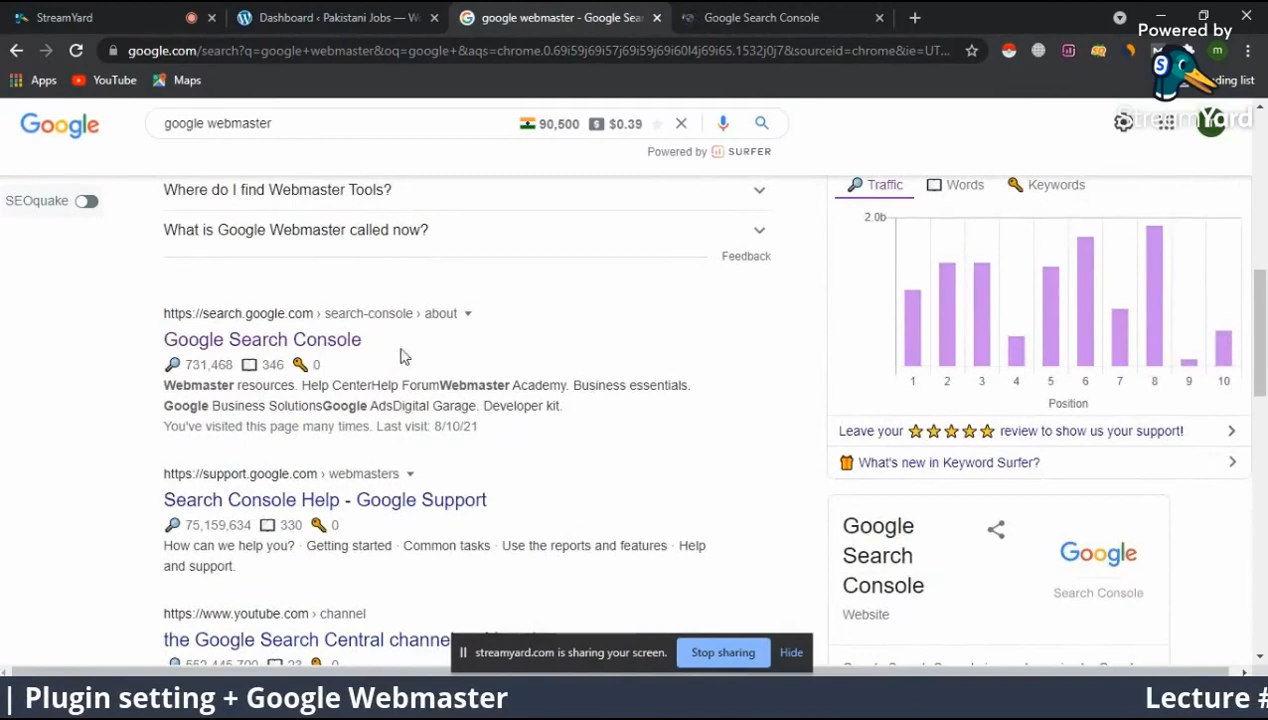 StreamYard
Dashboard ‹ Pakistani Jobs — W
google webmaster - Google Sea
Google Search Console
Powered by
google.com/search?q=google+webmaster&oq=google+&aqs=chrome.0.69i59j69i57j69i59j69i60l4j69i65.1532j0j7&sourceid=chrome&ie=UT...
m
Apps
YouTube
Maps
ding list
StreamYard
Google
google webmaster
90,500
$0.39
Powered by SURFER
SEOquake
Where do I find Webmaster Tools?
What is Google Webmaster called now?
Feedback
https://search.google.com › search-console › about
Google Search Console
731,468 346 0
Webmaster resources. Help CenterHelp ForumWebmaster Academy. Business essentials.
Google Business SolutionsGoogle AdsDigital Garage. Developer kit.
You've visited this page many times. Last visit: 8/10/21
https://support.google.com › webmasters
Search Console Help - Google Support
75,159,634 330 0
How can we help you? · Getting started · Common tasks · Use the reports and features · Help
and support.
https://www.youtube.com › channel
the Google Search Central channel
552,445,700 23 0
Traffic Words Keywords
2.0b
1 2 3 4 5 6 7 8 9 10
Position
Leave your review to show us your support!
What's new in Keyword Surfer?
Google
Search
Console
Website
Google
Search Console
streamyard.com is sharing your screen.
Stop sharing
Hide
| Plugin setting + Google Webmaster
Lecture #